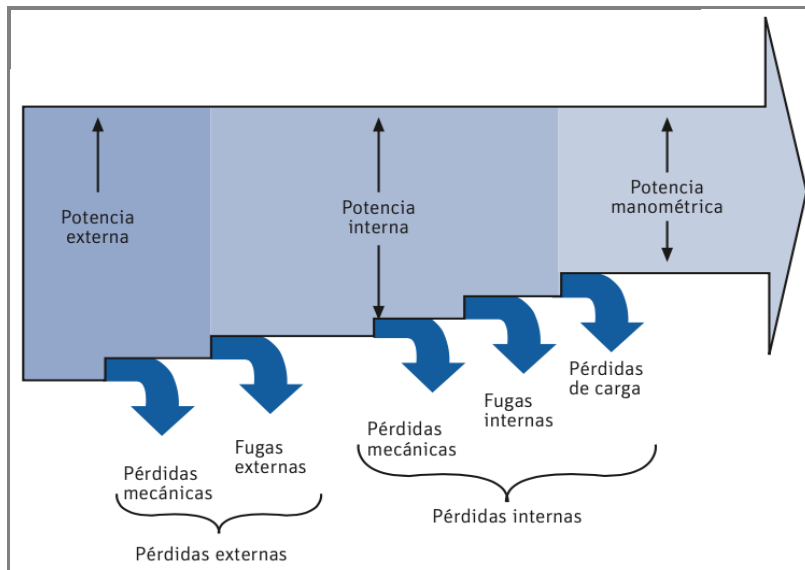 Potencia
externa
Potencia
interna
Potencia
manométrica
Pérdidas
mecánicas
Fugas
externas
Pérdidas
mecánicas
Fugas
internas
Pérdidas
de carga
Pérdidas externas
Pérdidas internas